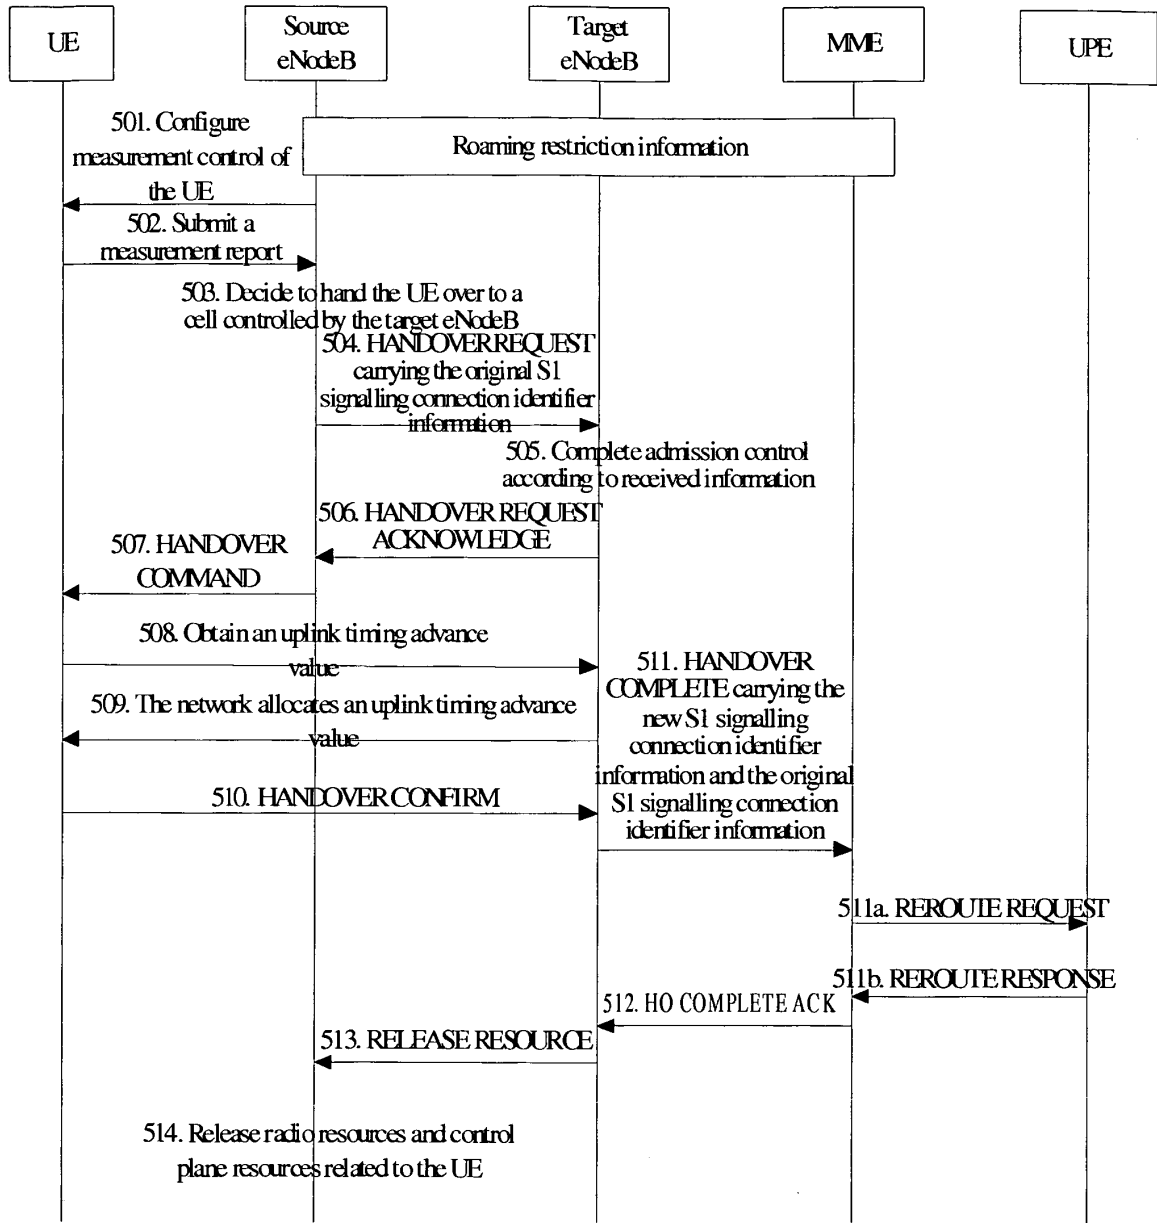 UE
Source
eNodeB
Target
eNodeB
MME
UPE
501. Configure
measurement control of
the UE
Roaming restriction information
502. Submit a
measurement report
503. Decide to hand the UE over to a
cell controlled by the target eNodeB
504. HANDOVER REQUEST
carrying the original S1
signalling connection identifier
information
505. Complete admission control
according to received information
506. HANDOVER REQUEST
ACKNOWLEDGE
507. HANDOVER
COMMAND
508. Obtain an uplink timing advance
value
509. The network allocates an uplink timing advance
value
510. HANDOVER CONFIRM
511. HANDOVER
COMPLETE carrying the
new S1 signalling
connection identifier
information and the original
S1 signalling connection
identifier information
511a. REROUTE REQUEST
511b. REROUTE RESPONSE
512. HO COMPLETE ACK
513. RELEASE RESOURCE
514. Release radio resources and control
plane resources related to the UE